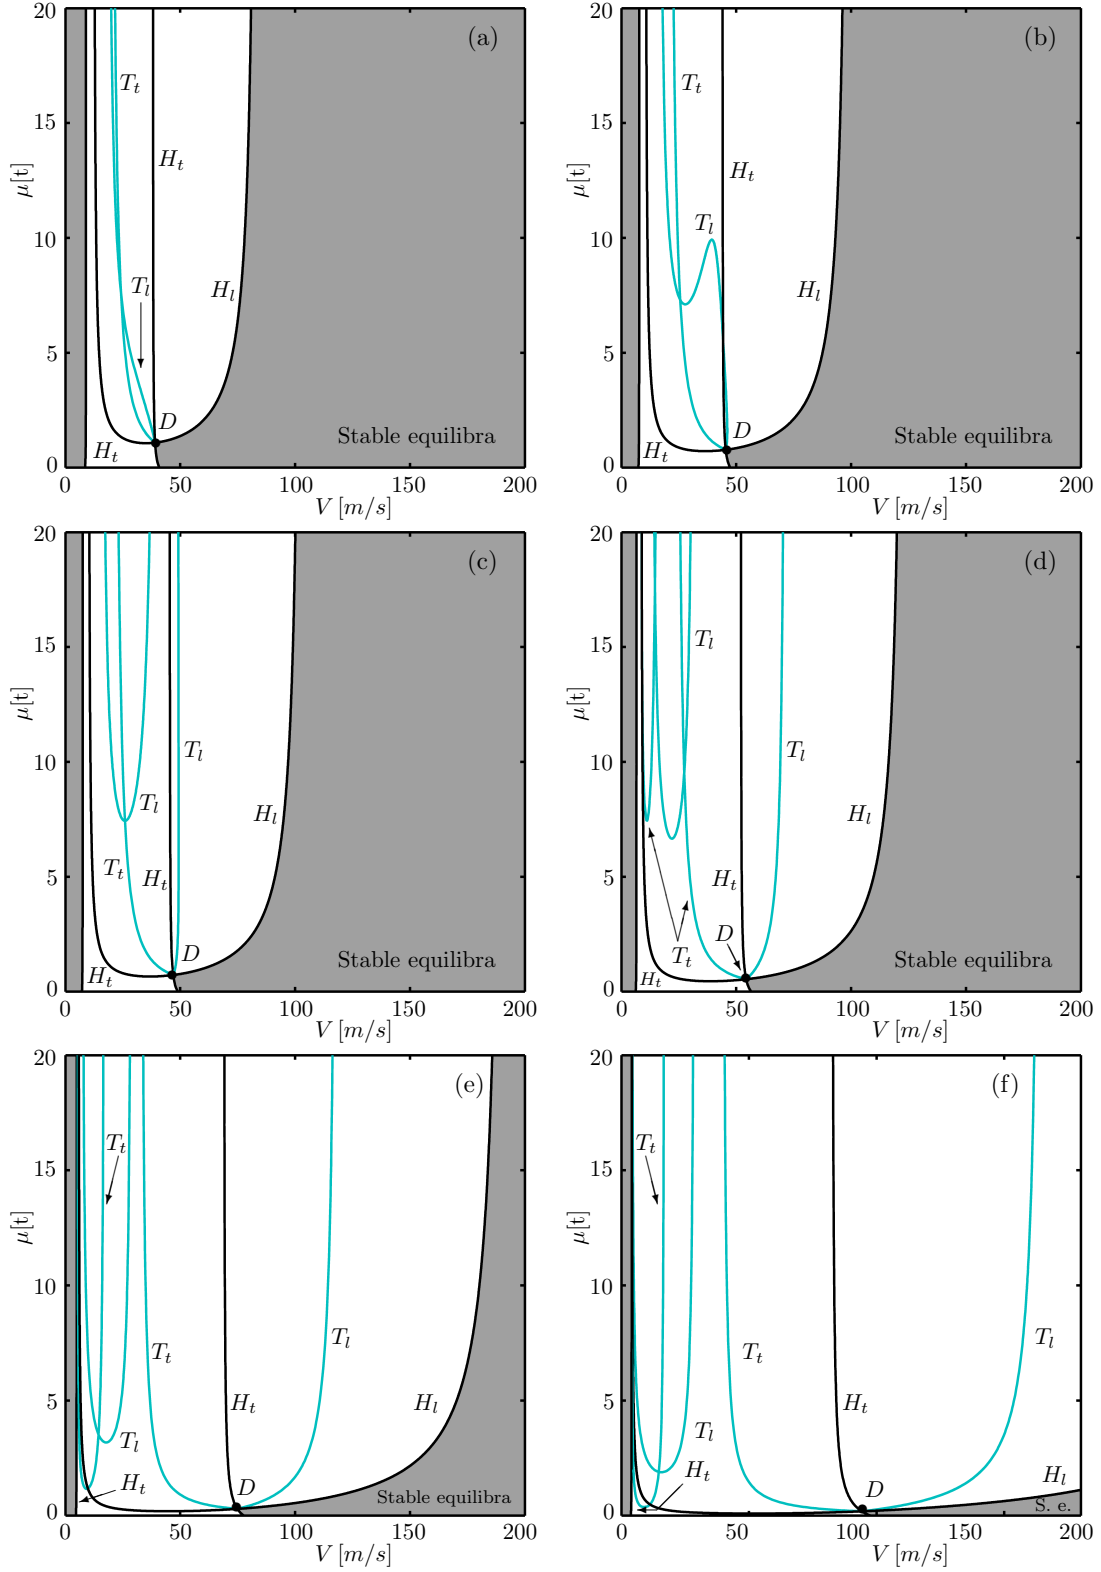 20
(a)
T_t
15
H_t
μ[t]
10
T_l
H_l
5
D
Stable equilibra
H_t
0
0 50 100 150 200
V [m/s]
20
(b)
T_t
15
H_t
μ[t]
T_l
10
H_l
5
D
Stable equilibra
H_t
0
0 50 100 150 200
V [m/s]
20
(c)
15
μ[t]
T_l
10
T_l
H_l
T_t
H_t
5
D
Stable equilibra
H_t
0
0 50 100 150 200
V [m/s]
20
(d)
T_l
15
μ[t]
T_l
10
H_l
H_t
5
D
T_t
Stable equilibra
H_t
0
0 50 100 150 200
V [m/s]
20
(e)
T_t
15
μ[t]
10
T_l
T_t
5
H_t
H_l
T_l
H_t
D
Stable equilibra
0
0 50 100 150 200
V [m/s]
20
(f)
T_t
15
μ[t]
10
T_l
T_t
5
H_t
T_l
H_t
H_l
D
S. e.
0
0 50 100 150 200
V [m/s]